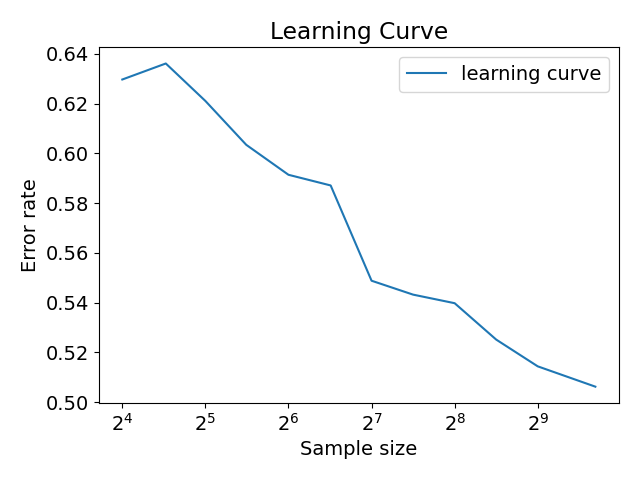 Learning Curve
learning curve
Error rate
0.64
0.62
0.60
0.58
0.56
0.54
0.52
0.50
2⁴ 2⁵ 2⁶ 2⁷ 2⁸ 2⁹
Sample size